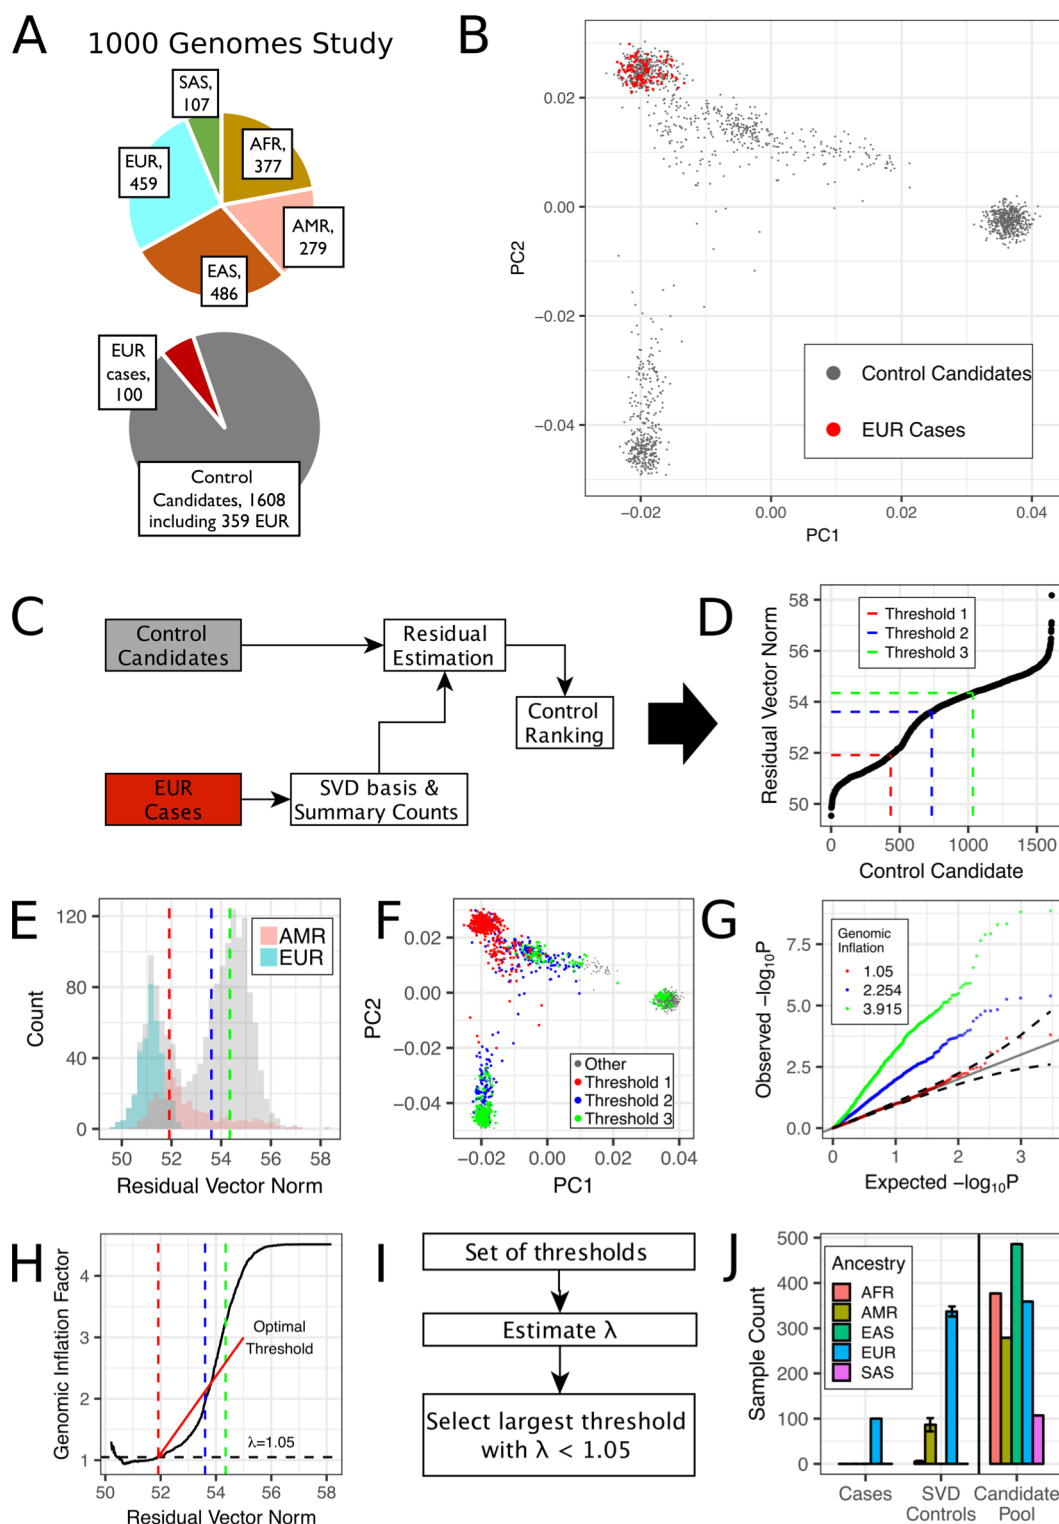 A
1000 Genomes Study
SAS,
107
AFR,
377
EUR,
459
AMR,
279
EAS,
486
EUR
cases,
100
Control
Candidates, 1608
including 359 EUR
B
0.02
0.00
−0.02
−0.04
PC2
Control Candidates
EUR Cases
−0.02
0.00
0.02
0.04
PC1
C
Control
Candidates
Residual
Estimation
Control
Ranking
EUR
Cases
SVD basis &
Summary Counts
D
Residual Vector Norm
58
56
54
52
50
Threshold 1
Threshold 2
Threshold 3
0
500
1000
1500
Control Candidate
E
Count
120
80
40
0
AMR
EUR
50
52
54
56
58
Residual Vector Norm
F
PC2
0.02
0.00
−0.02
−0.04
Other
Threshold 1
Threshold 2
Threshold 3
−0.02
0.00
0.02
0.04
PC1
G
Observed −log10P
7.5
5.0
2.5
0.0
Genomic
Inflation
1.05
2.254
3.915
0
1
2
3
Expected −log10P
H
Genomic Inflation Factor
4
3
2
1
Optimal
Threshold
λ=1.05
50
52
54
56
58
Residual Vector Norm
I
Set of thresholds
Estimate λ
Select largest threshold
with λ < 1.05
J
Sample Count
500
400
300
200
100
0
Ancestry
AFR
AMR
EAS
EUR
SAS
Cases
SVD
Controls
Candidate
Pool